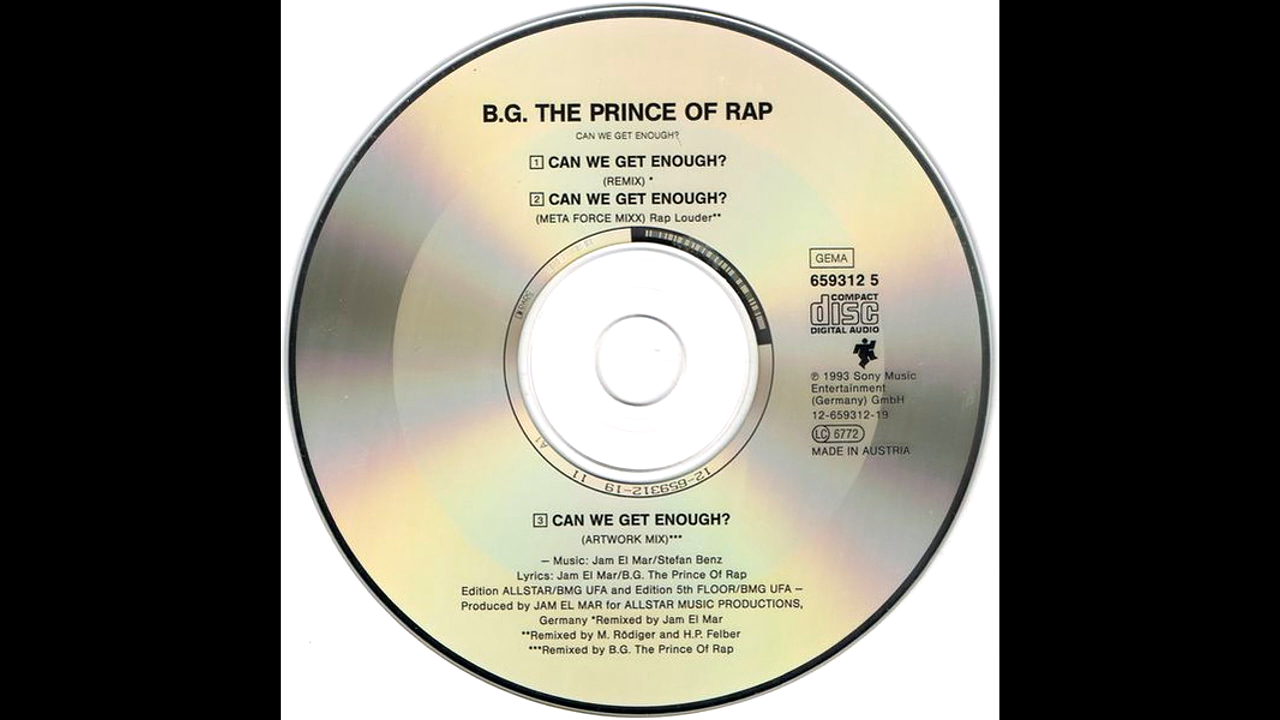 B.G. THE PRINCE OF RAP
CAN WE GET ENOUGH?
1 CAN WE GET ENOUGH?
(REMIX) *
2 CAN WE GET ENOUGH?
(META FORCE MIXX) Rap Louder**
GEMA
659312 5
COMPACT
disc
DIGITAL AUDIO
℗ 1993 Sony Music
Entertainment
(Germany) GmbH
12-659312-19
LC 6772
MADE IN AUSTRIA
12-659312-19 11 A1
3 CAN WE GET ENOUGH?
(ARTWORK MIX)***
– Music: Jam El Mar/Stefan Benz
Lyrics: Jam El Mar/B.G. The Prince Of Rap
Edition ALLSTAR/BMG UFA and Edition 5th FLOOR/BMG UFA –
Produced by JAM EL MAR for ALLSTAR MUSIC PRODUCTIONS,
Germany *Remixed by Jam El Mar
**Remixed by M. Rödiger and H.P. Felber
***Remixed by B.G. The Prince Of Rap